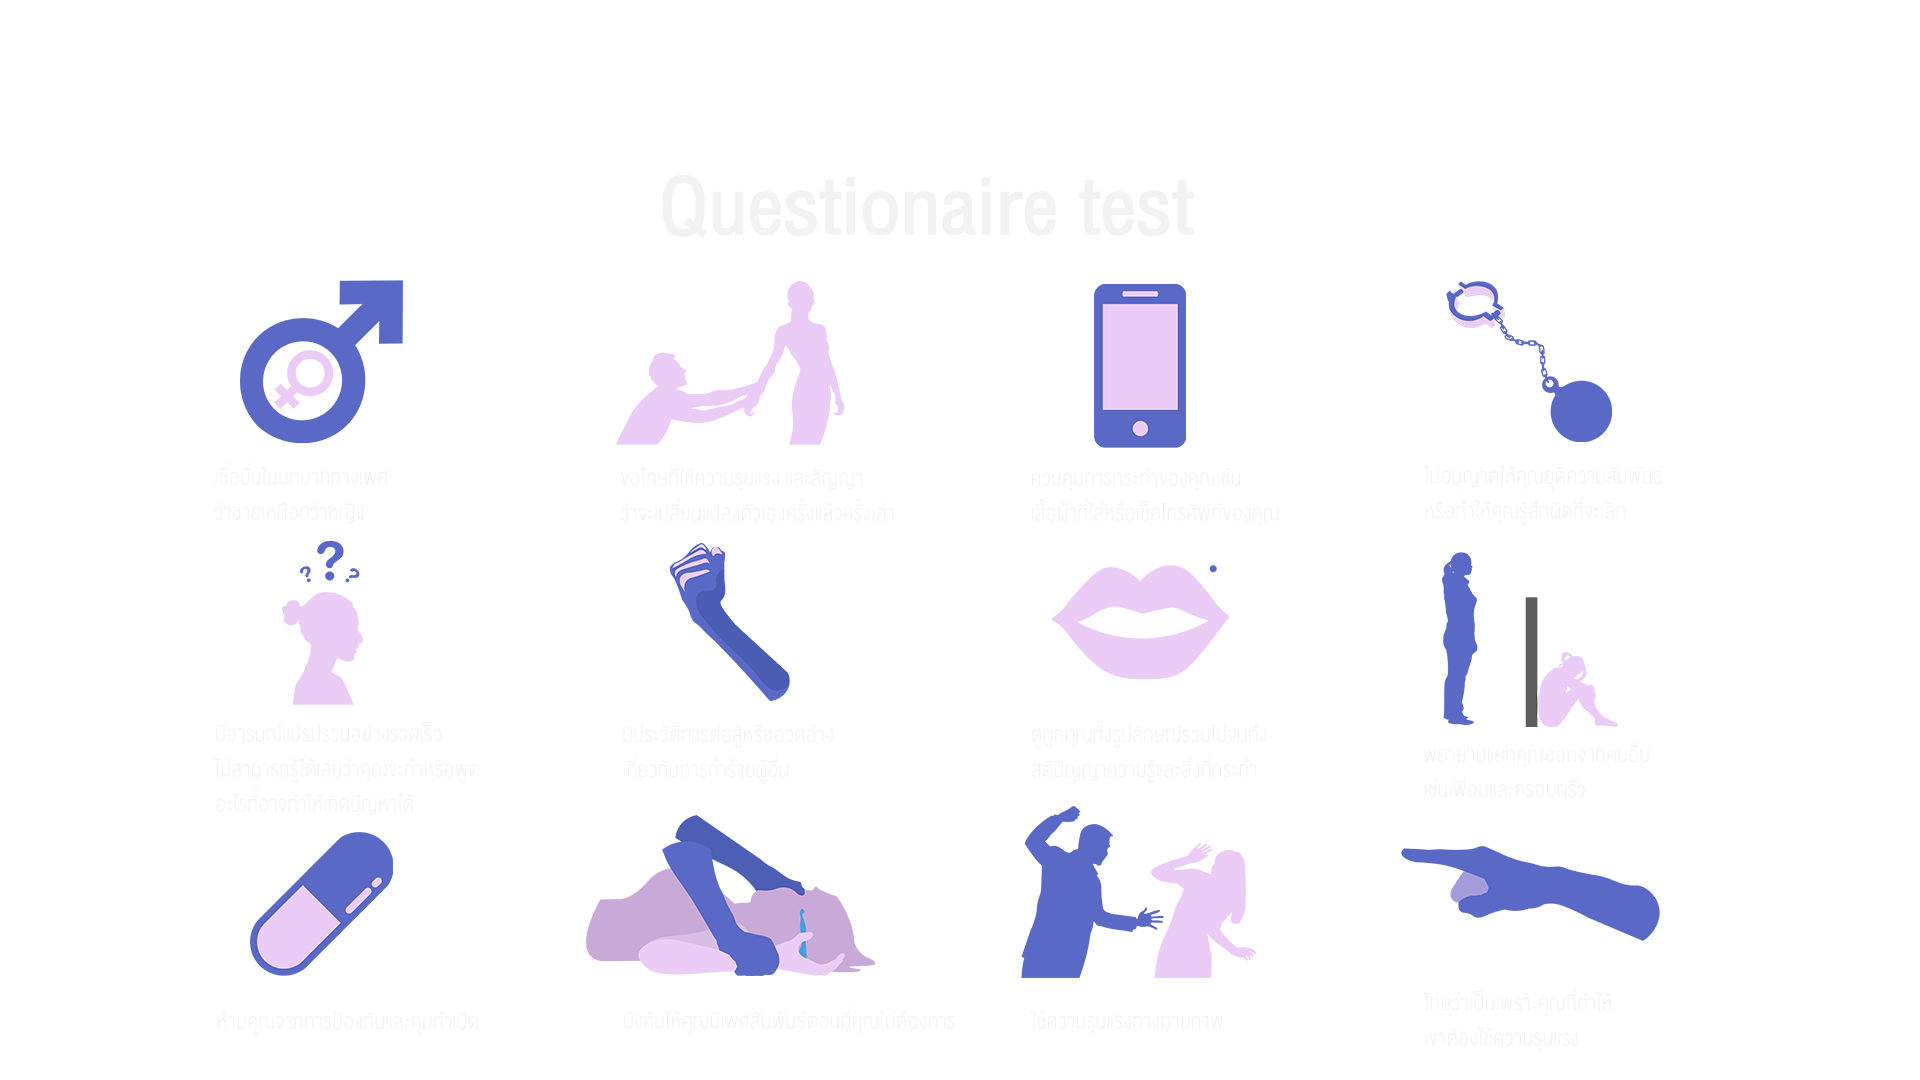 Questionaire test
เชื่อมั่นในบทบาททางเพศ
ว่าชายเหนือกว่าหญิง
ขอโทษที่ใช้ความรุนแรง และสัญญา
ว่าจะเปลี่ยนแปลงตัวเองครั้งแล้วครั้งเล่า
ควบคุมการกระทำของคุณเช่น
เสื้อผ้าที่ใส่หรือเช็คโทรศัพท์ของคุณ
ไม่อนุญาตให้คุณยุติความสัมพันธ์
หรือทำให้คุณรู้สึกผิดที่จะเลิก
มีอารมณ์แปรปรวนอย่างรวดเร็ว
ไม่สามารถรู้ได้เลยว่าคุณจะทำหรือพูด
อะไรที่อาจทำให้เกิดปัญหาได้
มีประวัติการต่อสู้หรืออวดอ้าง
เกี่ยวกับการทำร้ายผู้อื่น
ดูถูกคุณทั้งรูปลักษณ์รวมไปจนถึง
สติปัญญาความรู้และสิ่งที่กระทำ
พยายามแยกคุณออกจากคนอื่น
เช่นเพื่อนและครอบครัว
ห้ามคุณจากการป้องกันและคุมกำเนิด
บังคับให้คุณมีเพศสัมพันธ์ตอนที่คุณไม่ต้องการ
ใช้ความรุนแรงทางกายภาพ
โทษว่าเป็นเพราะคุณที่ทำให้
เขาต้องใช้ความรุนแรง